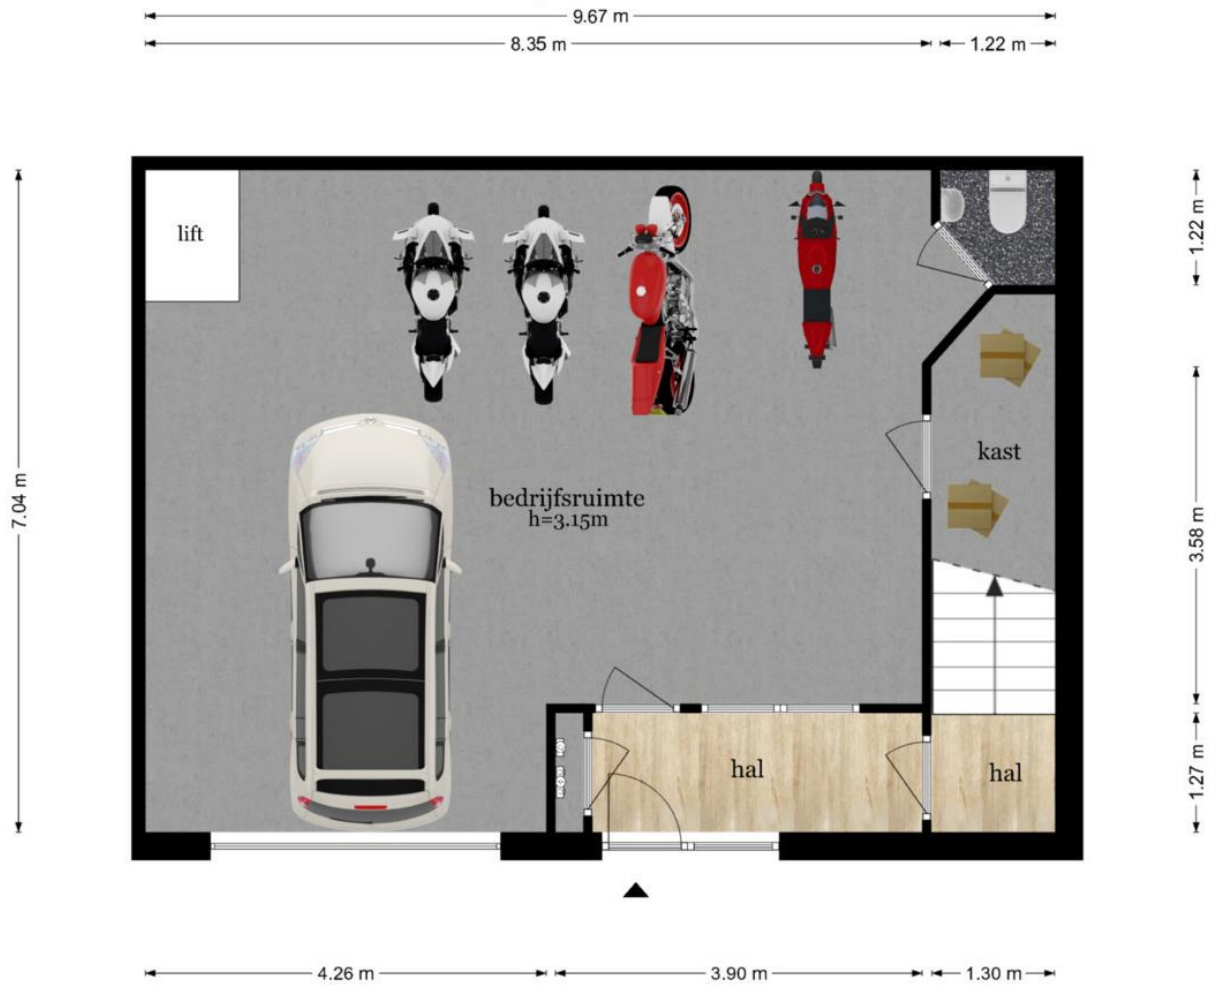 9.67 m
8.35 m
1.22 m
lift
1.22 m
kast
bedrijfsruimte
h=3.15m
7.04 m
3.58 m
hal
hal
1.27 m
4.26 m
3.90 m
1.30 m